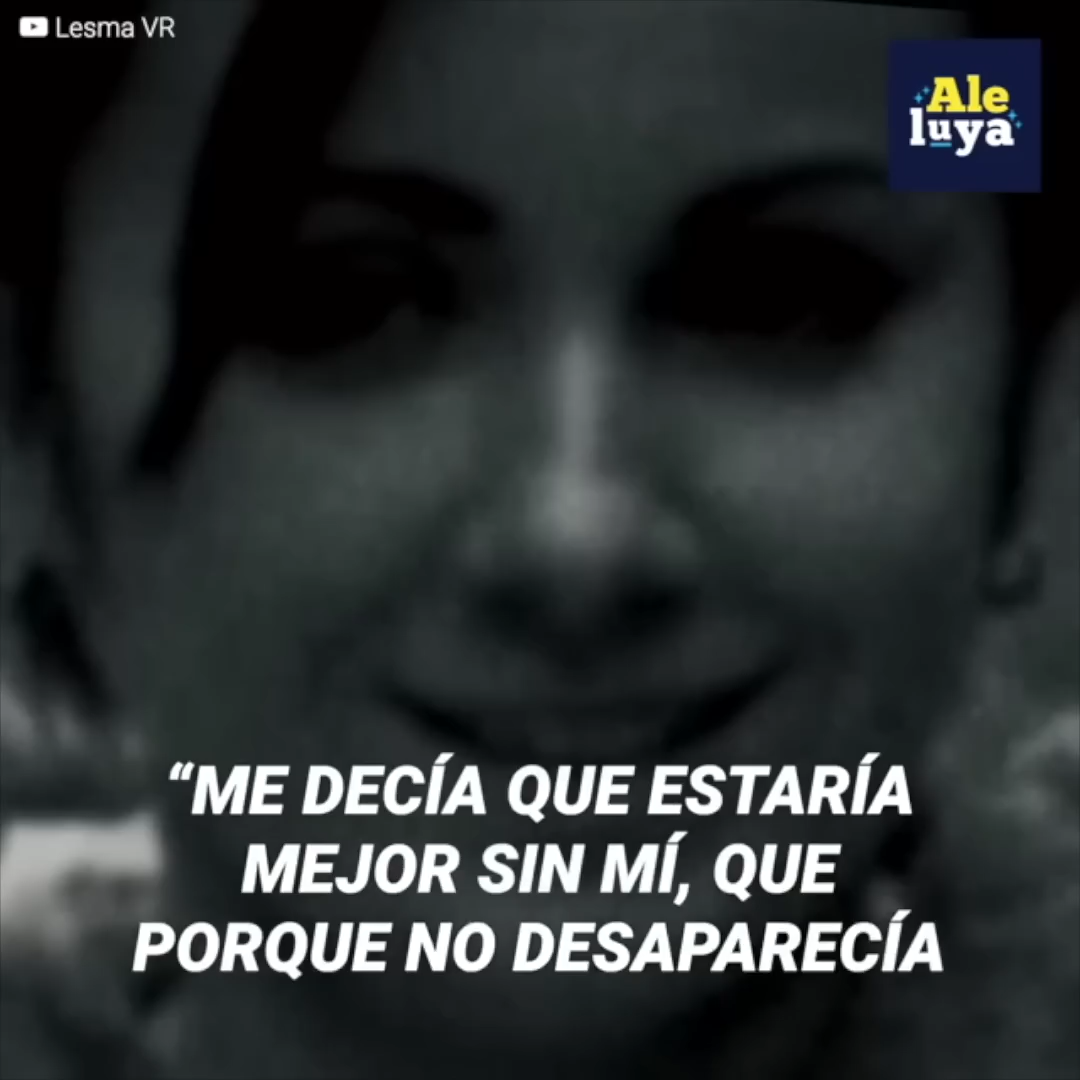 Lesma VR
Ale
luya
“ME DECÍA QUE ESTARÍA
MEJOR SIN MÍ, QUE
PORQUE NO DESAPARECÍA